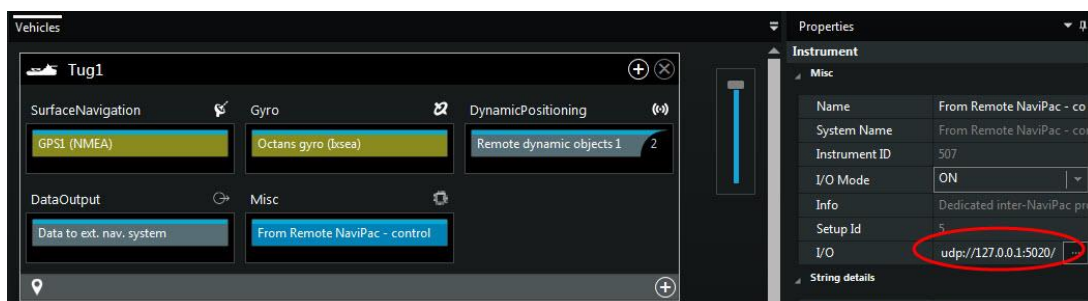 Vehicles
Tug1
SurfaceNavigation
Gyro
DynamicPositioning
GPS1 (NMEA)
Octans gyro (Ixsea)
Remote dynamic objects 1
2
DataOutput
Misc
Data to ext. nav. system
From Remote NaviPac - control
Properties
Instrument
Misc
Name From Remote NaviPac - co
System Name From Remote NaviPac - co
Instrument ID 507
I/O Mode ON
Info Dedicated inter-NaviPac pro
Setup Id 5
I/O udp://127.0.0.1:5020/ ...
String details